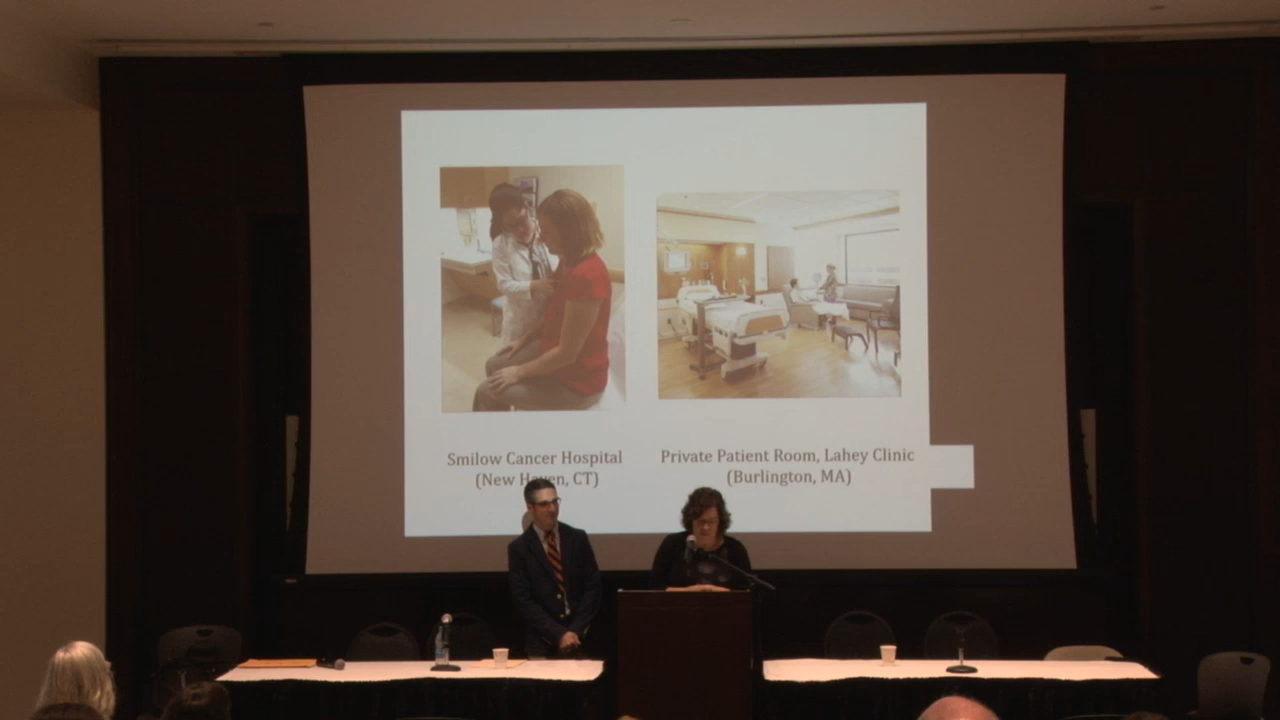 Smilow Cancer Hospital
(New Haven, CT)
Private Patient Room, Lahey Clinic
(Burlington, MA)